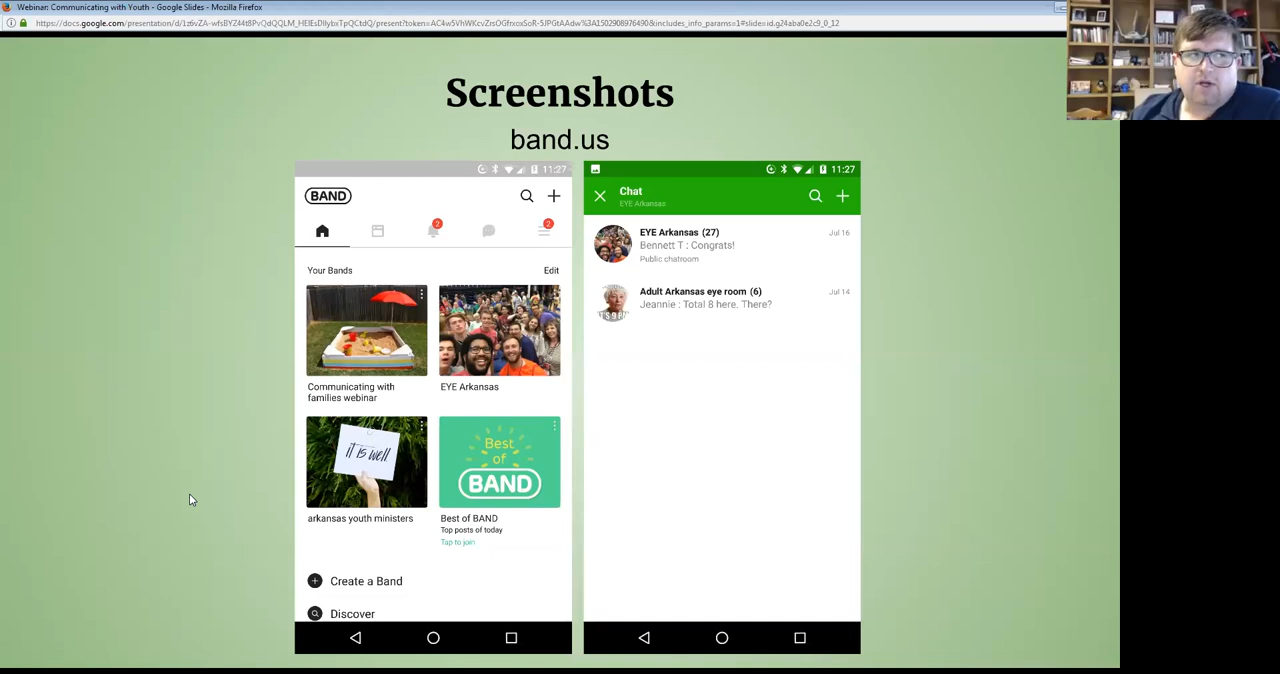 Webinar: Communicating with Youth - Google Slides - Mozilla Firefox
Screenshots
band.us
11:27
BAND
2
2
Your Bands
Edit
Communicating with
families webinar
EYE Arkansas
it is well
Best
of
BAND
arkansas youth ministers
Best of BAND
Top posts of today
Tap to join
Create a Band
Discover
11:27
Chat
EYE Arkansas
EYE Arkansas (27)
Jul 16
Bennett T : Congrats!
Public chatroom
Adult Arkansas eye room (6)
Jul 14
Jeannie : Total 8 here. There?